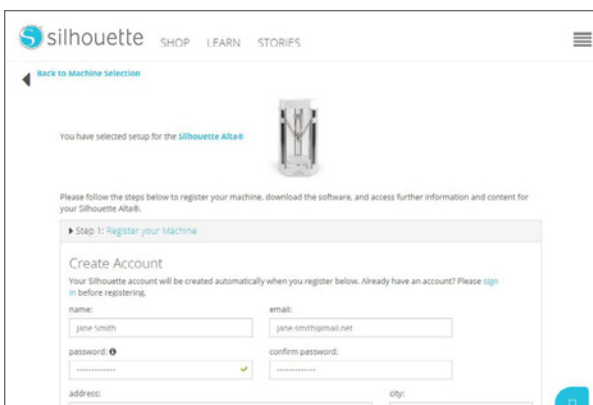 silhouette SHOP LEARN STORIES
Back to Machine Selection
You have selected setup for the Silhouette Alta®
Please follow the steps below to register your machine, download the software, and access further information and content for
your Silhouette Alta®.
Step 1: Register your Machine
Create Account
Your Silhouette account will be created automatically when you register below. Already have an account? Please sign
in before registering.
name: email:
Jane Smith jane.smith@mail.net
password: confirm password:
------------- -------------
address: city: